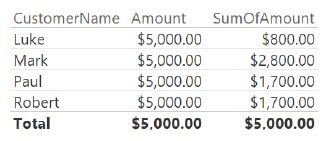 CustomerName Amount SumOfAmount
Luke $5,000.00 $800.00
Mark $5,000.00 $2,800.00
Paul $5,000.00 $1,700.00
Robert $5,000.00 $1,700.00
Total $5,000.00 $5,000.00